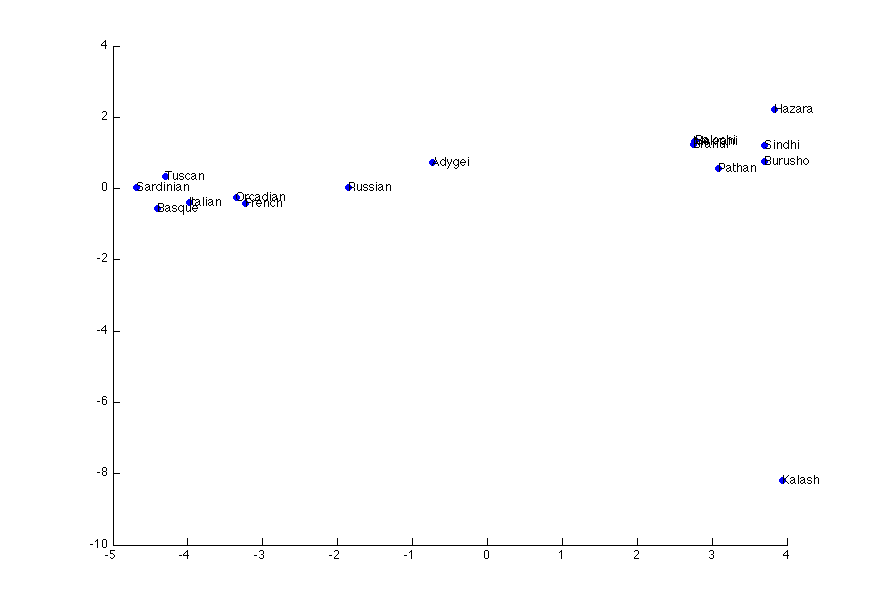 4
Hazara
2
Balochi
Sindhi
Adygei
Burusho
Pathan
Tuscan
0
Sardinian
Russian
Orcadian
Italian
French
Basque
-2
-4
-6
-8
Kalash
-10
-5
-4
-3
-2
-1
0
1
2
3
4